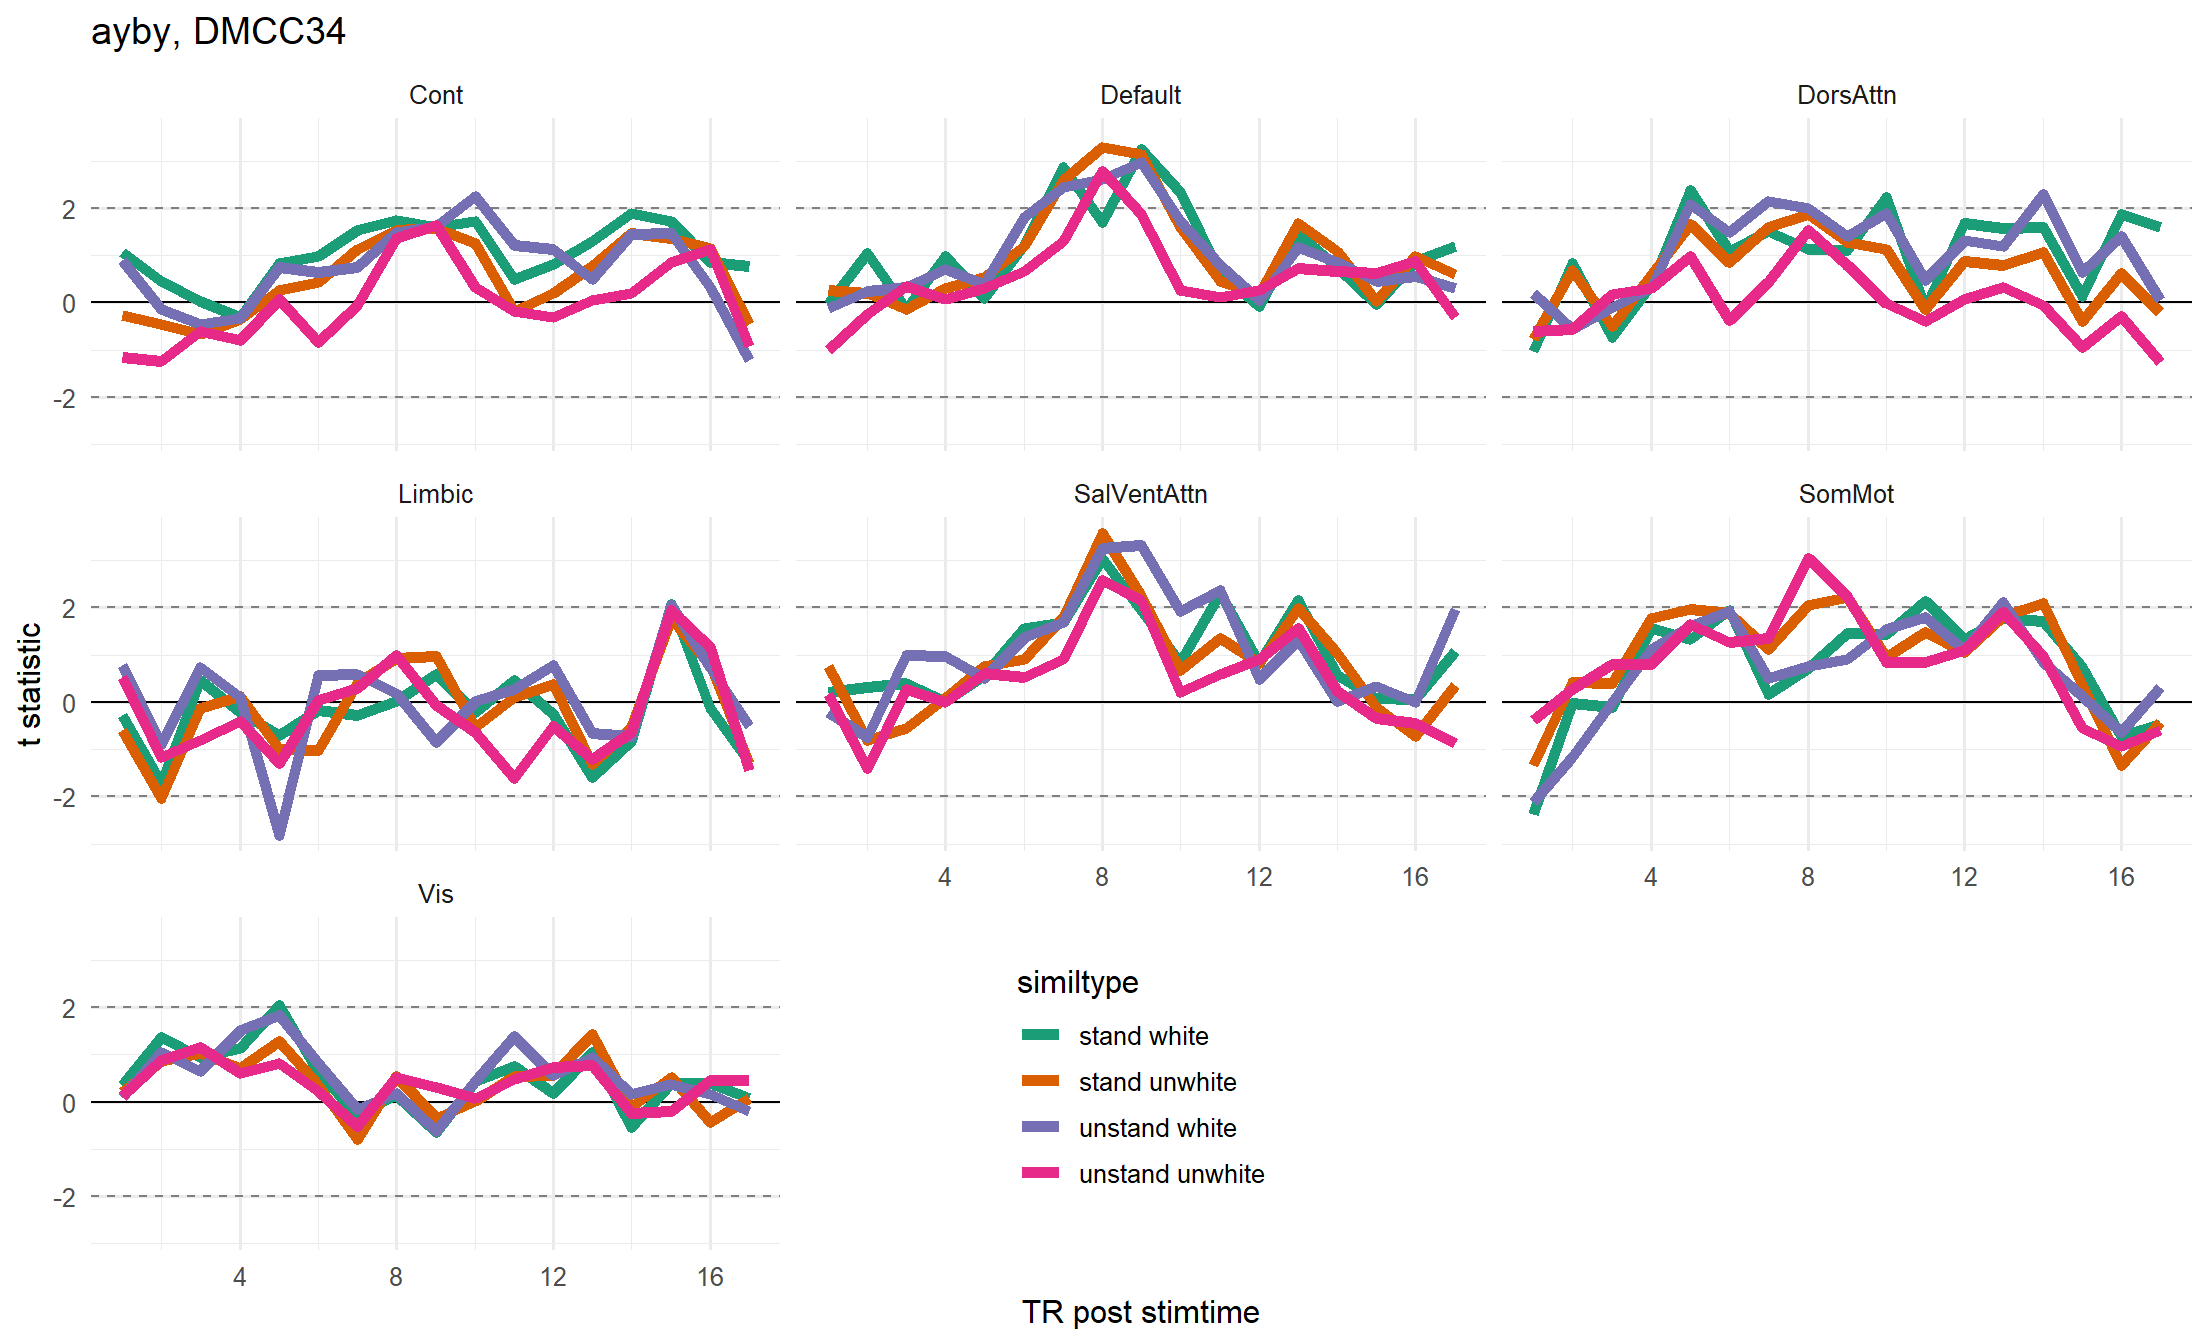 ayby, DMCC34
Cont
Default
DorsAttn
2
0
-2
Limbic
SalVentAttn
SomMot
t statistic
2
0
-2
4 8 12 16
4 8 12 16
Vis
2
0
-2
4 8 12 16
similtype
stand white
stand unwhite
unstand white
unstand unwhite
TR post stimtime